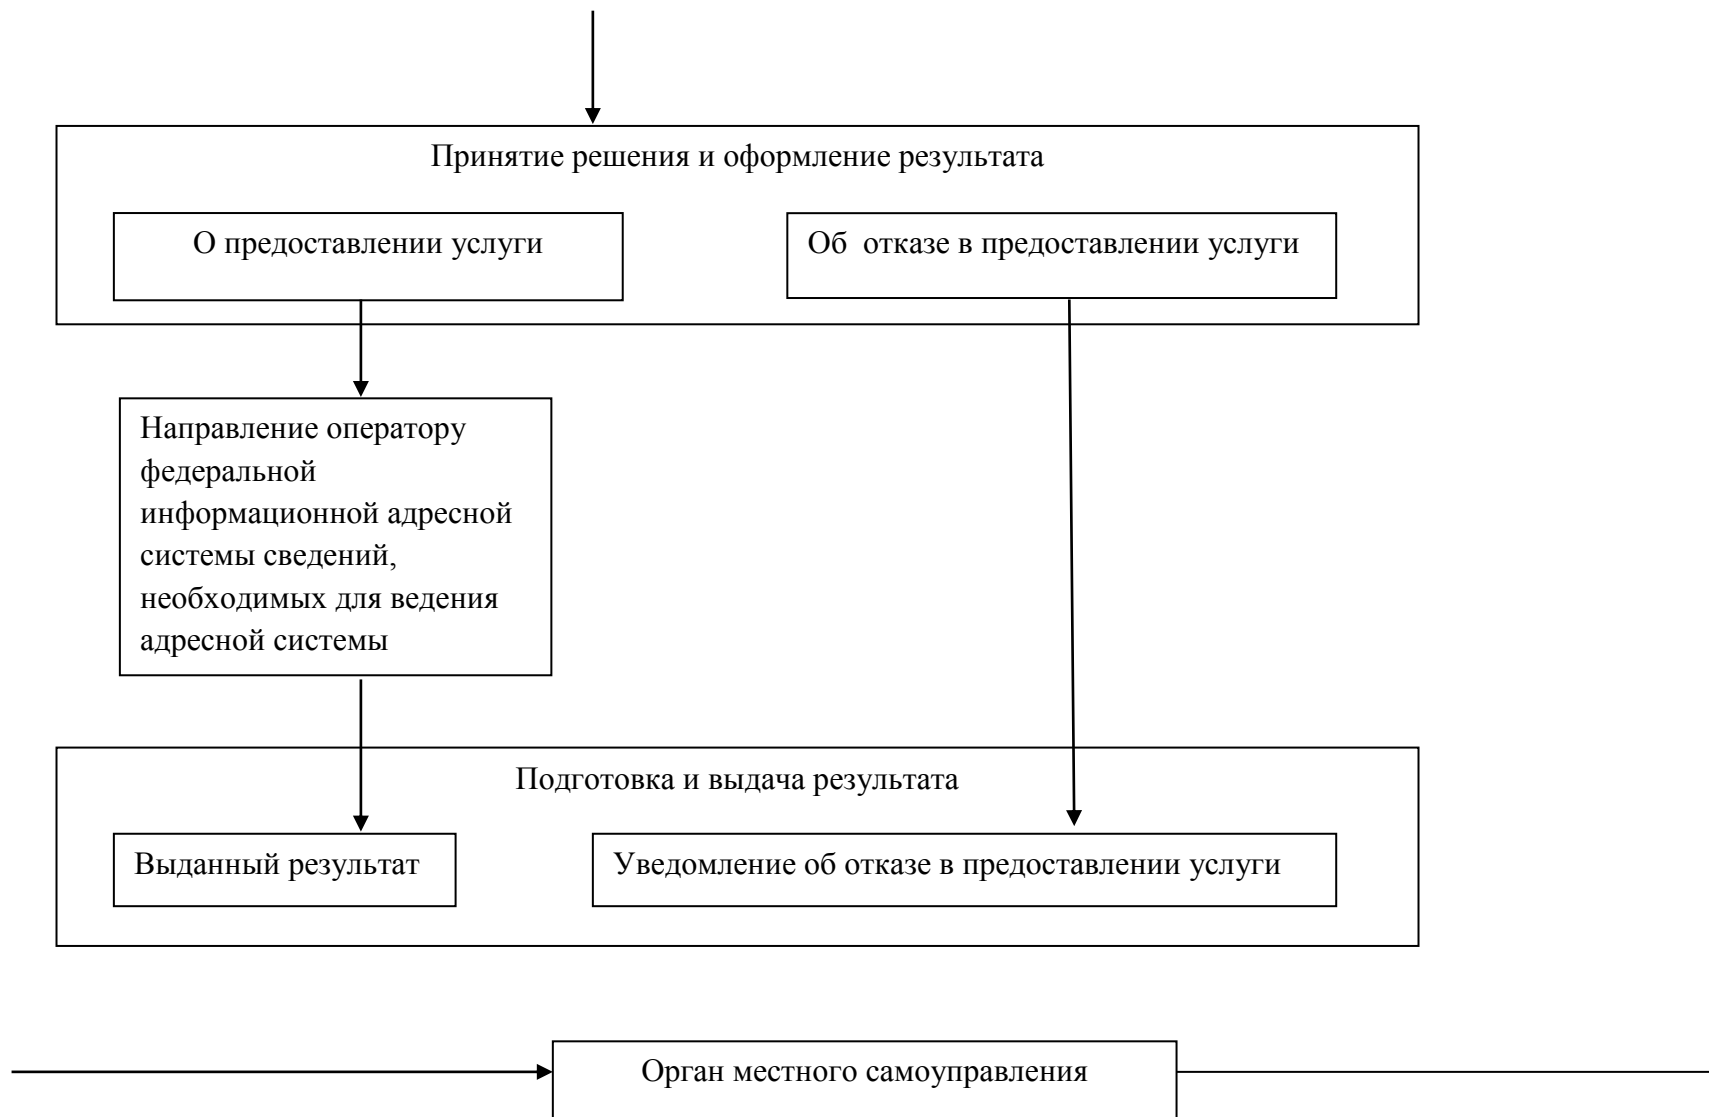 Принятие решения и оформление результата
О предоставлении услуги
Об  отказе в предоставлении услуги
Направление оператору
федеральной
информационной адресной
системы сведений,
необходимых для ведения
адресной системы
Подготовка и выдача результата
Выданный результат
Уведомление об отказе в предоставлении услуги
Орган местного самоуправления